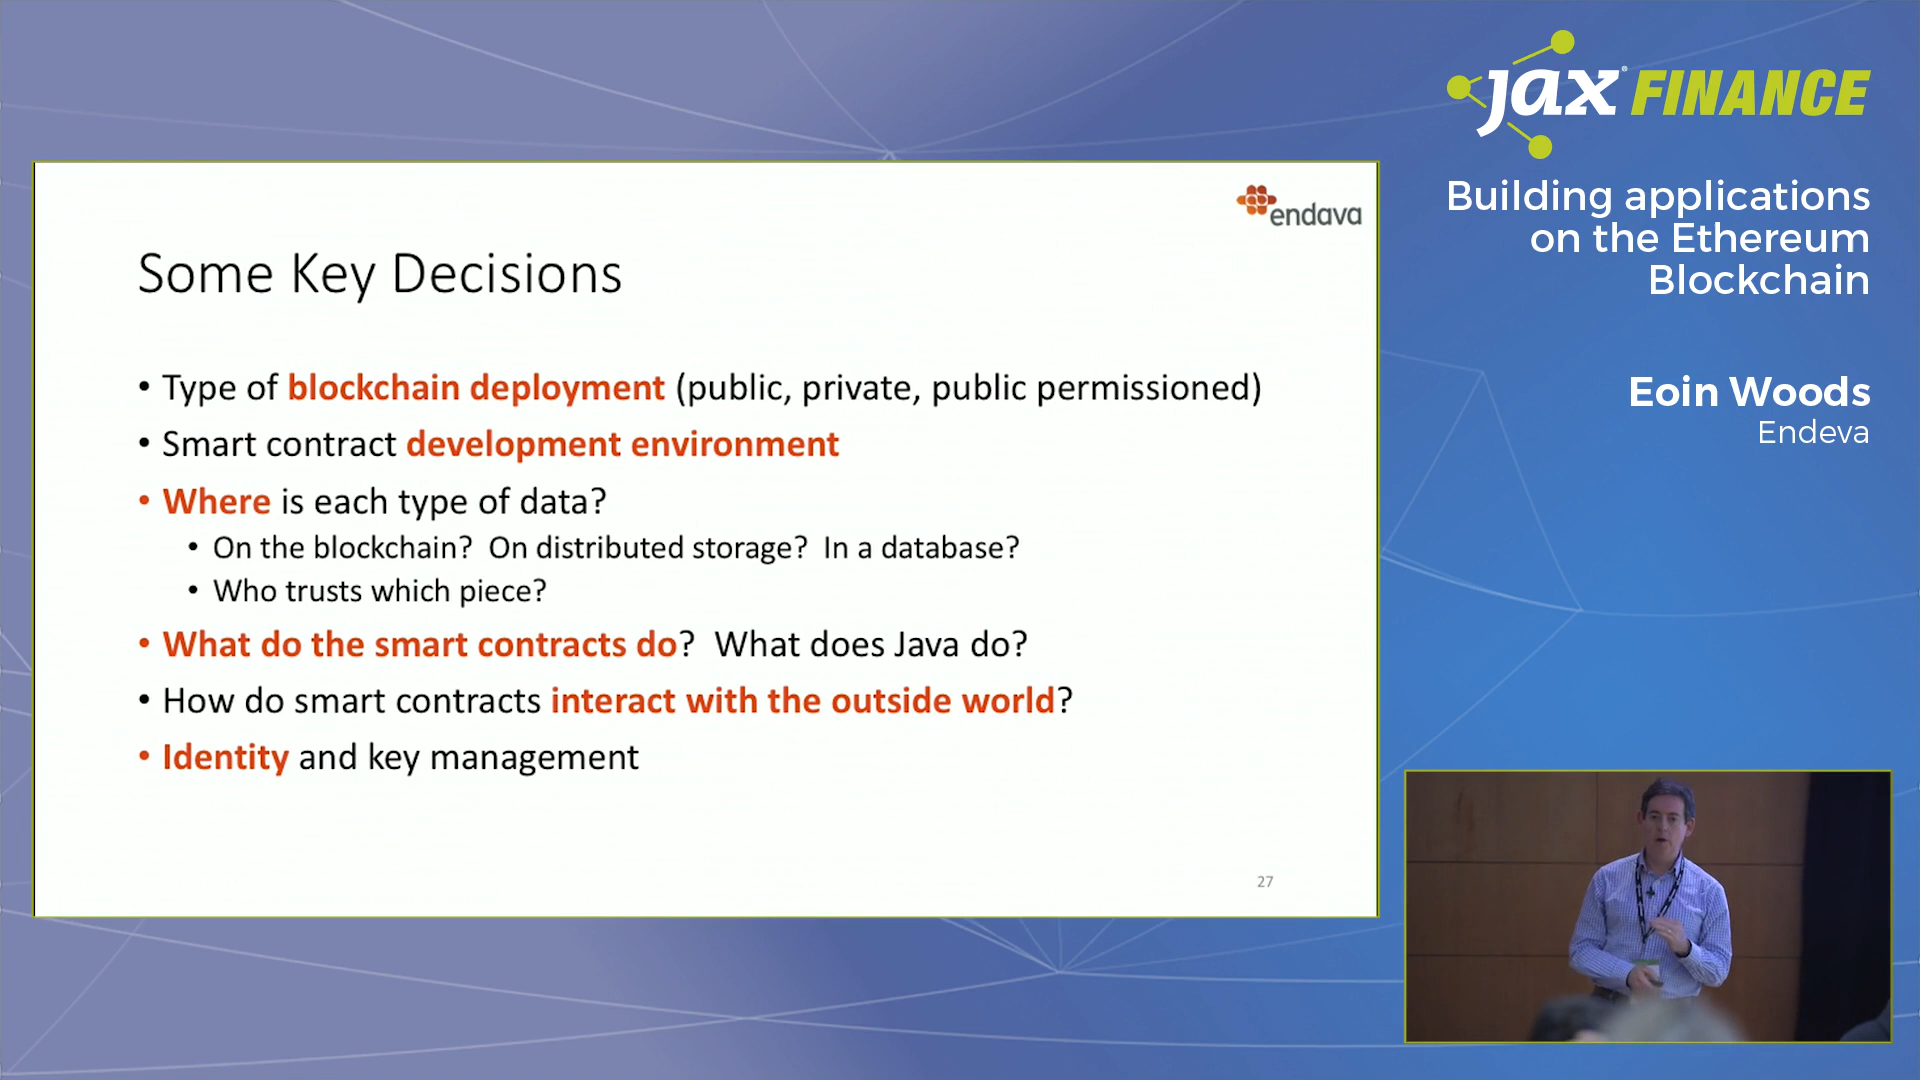 jax FINANCE
Building applications
on the Ethereum
Blockchain
Eoin Woods
Endeva
endava
Some Key Decisions
• Type of blockchain deployment (public, private, public permissioned)
• Smart contract development environment
• Where is each type of data?
• On the blockchain? On distributed storage? In a database?
• Who trusts which piece?
• What do the smart contracts do? What does Java do?
• How do smart contracts interact with the outside world?
• Identity and key management
27